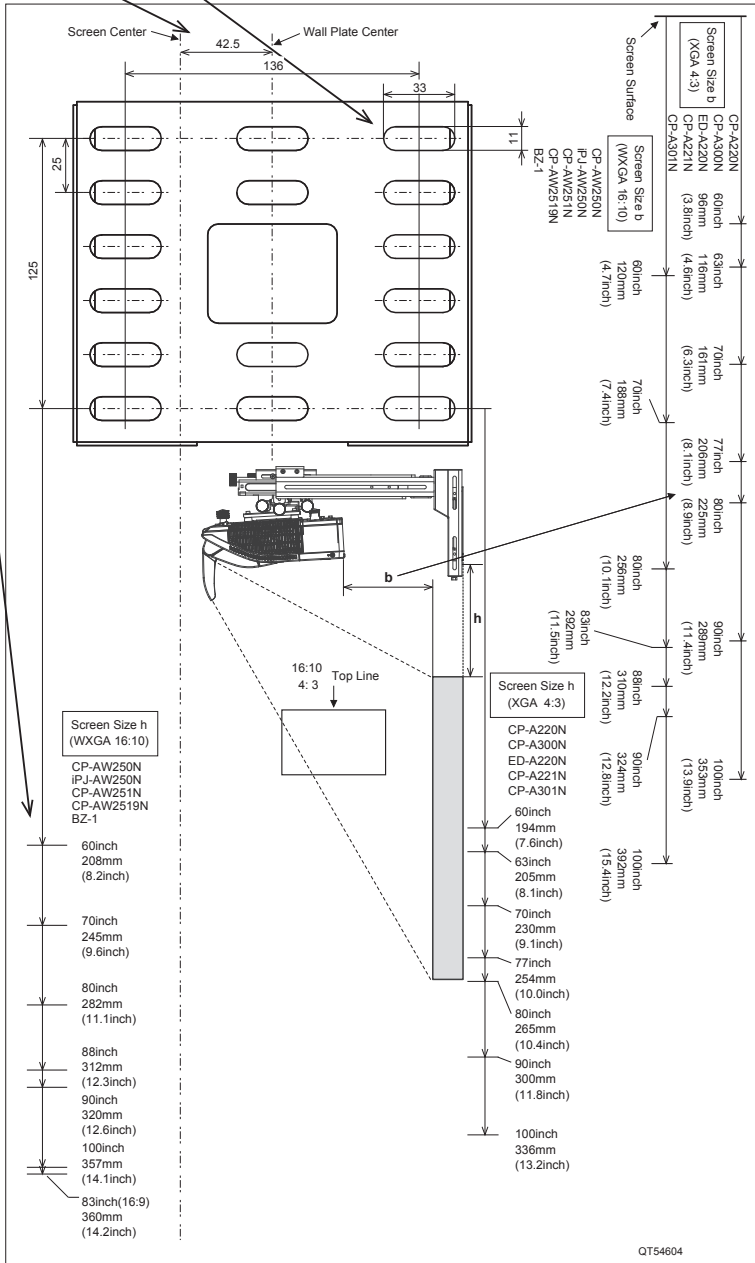 Screen Center
Wall Plate Center
42.5
136
33
11
25
125
Screen Surface
Screen Size b
(XGA 4:3)
CP-A220N
CP-A300N
ED-A220N
CP-A221N
CP-A301N
60inch
96mm
(3.8inch)
63inch
116mm
(4.6inch)
70inch
161mm
(6.3inch)
77inch
206mm
(8.1inch)
80inch
225mm
(8.9inch)
90inch
289mm
(11.4inch)
100inch
353mm
(13.9inch)
Screen Size b
(WXGA 16:10)
CP-AW250N
iPJ-AW250N
CP-AW251N
CP-AW2519N
BZ-1
60inch
120mm
(4.7inch)
70inch
188mm
(7.4inch)
80inch
256mm
(10.1inch)
83inch
292mm
(11.5inch)
88inch
310mm
(12.2inch)
90inch
324mm
(12.8inch)
100inch
392mm
(15.4inch)
b
h
16:10
4: 3
Top Line
Screen Size h
(WXGA 16:10)
CP-AW250N
iPJ-AW250N
CP-AW251N
CP-AW2519N
BZ-1
60inch
208mm
(8.2inch)
70inch
245mm
(9.6inch)
80inch
282mm
(11.1inch)
88inch
312mm
(12.3inch)
90inch
320mm
(12.6inch)
100inch
357mm
(14.1inch)
83inch(16:9)
360mm
(14.2inch)
Screen Size h
(XGA 4:3)
CP-A220N
CP-A300N
ED-A220N
CP-A221N
CP-A301N
60inch
194mm
(7.6inch)
63inch
205mm
(8.1inch)
70inch
230mm
(9.1inch)
77inch
254mm
(10.0inch)
80inch
265mm
(10.4inch)
90inch
300mm
(11.8inch)
100inch
336mm
(13.2inch)
QT54604